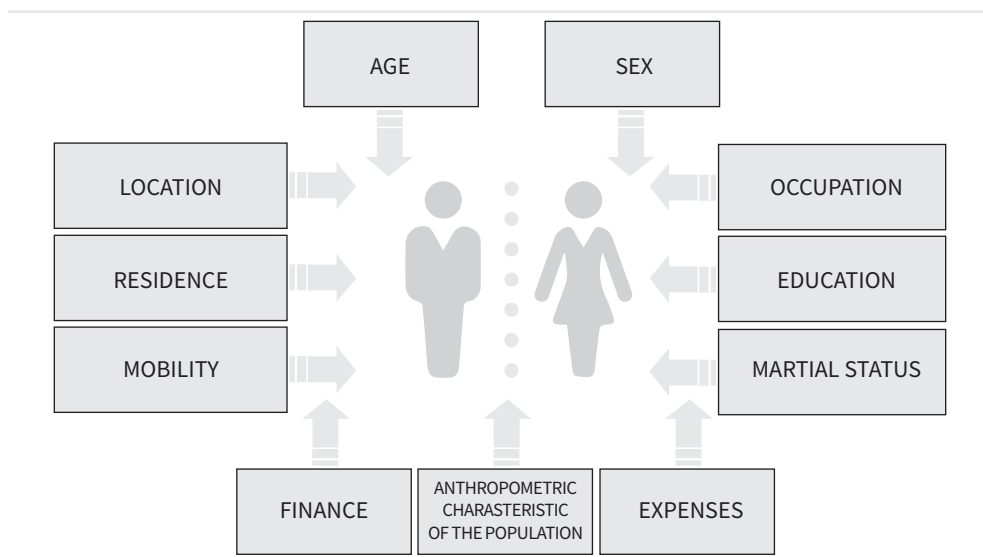 AGE
SEX
LOCATION
OCCUPATION
RESIDENCE
EDUCATION
MOBILITY
MARTIAL STATUS
FINANCE
ANTHROPOMETRIC
CHARASTERISTIC
OF THE POPULATION
EXPENSES